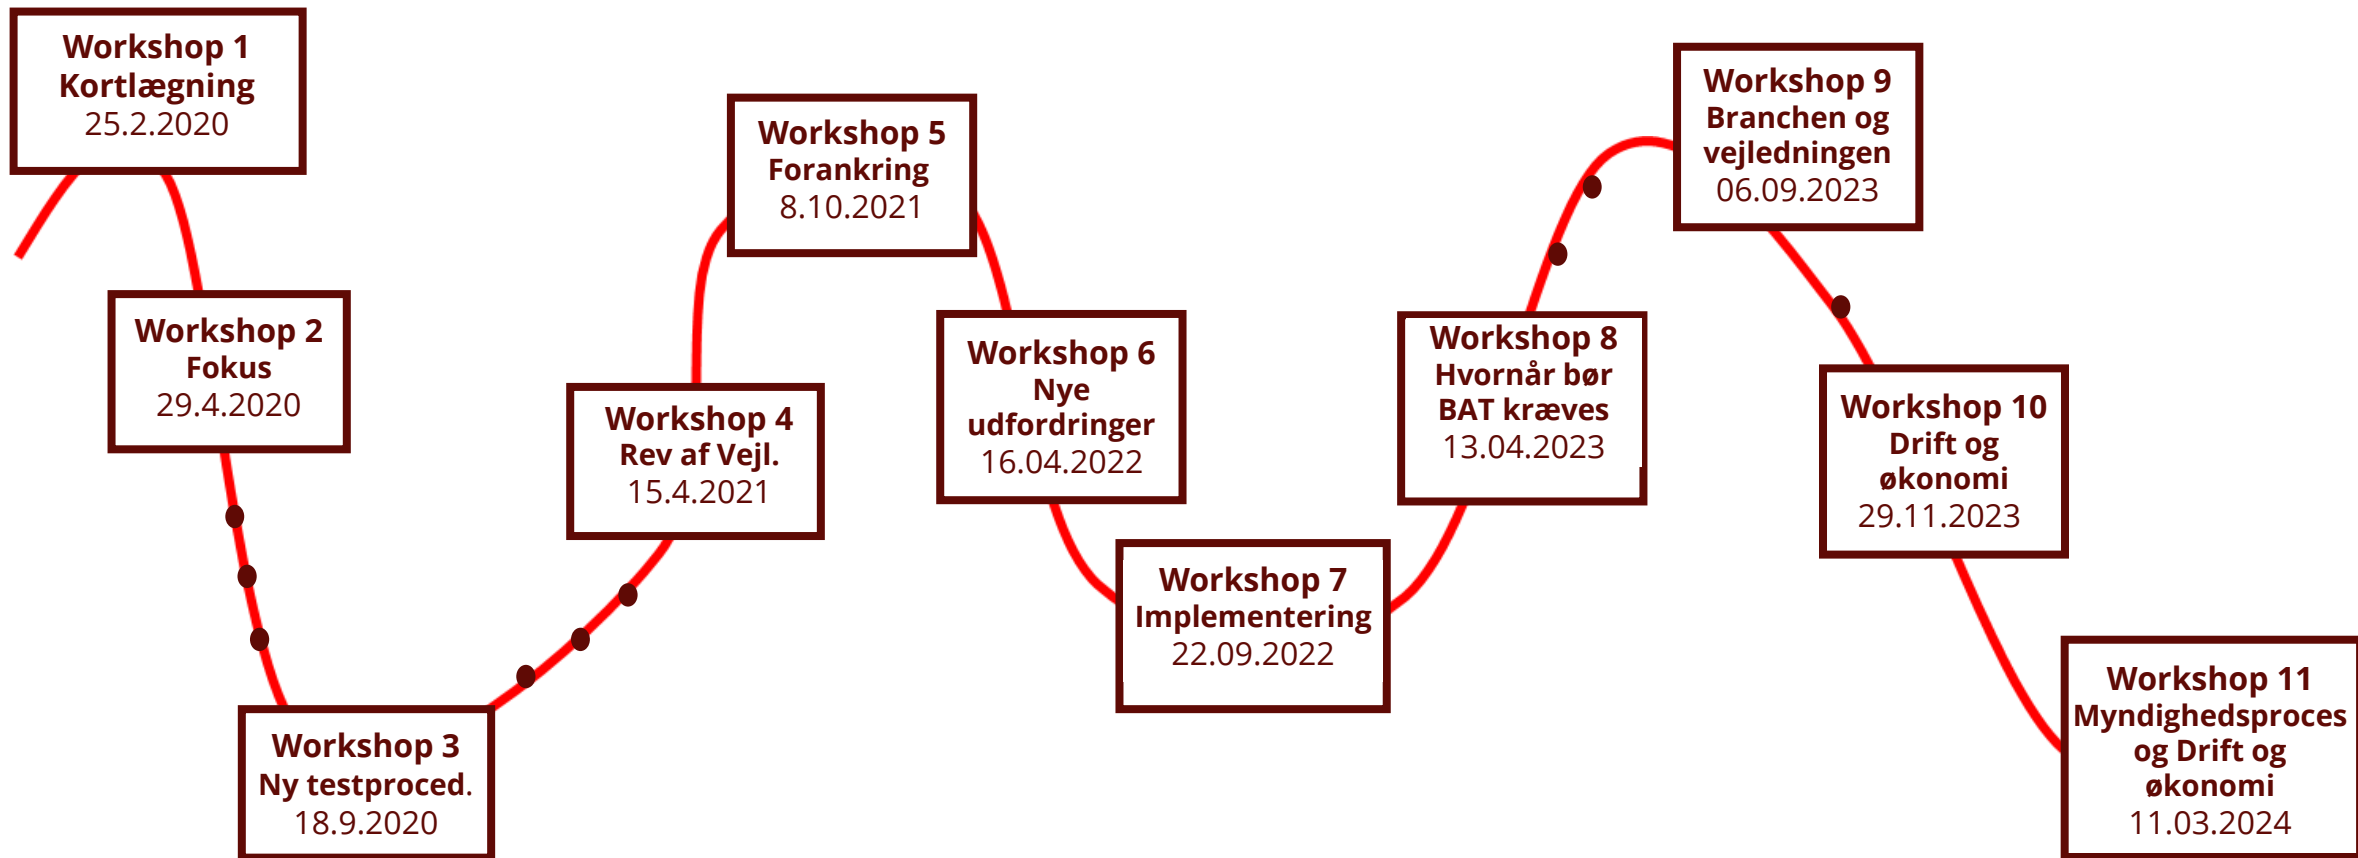 Workshop 1
Kortlægning
25.2.2020
Workshop 2
Fokus
29.4.2020
Workshop 3
Ny testproced.
18.9.2020
Workshop 4
Rev af Vejl.
15.4.2021
Workshop 5
Forankring
8.10.2021
Workshop 6
Nye
udfordringer
16.04.2022
Workshop 7
Implementering
22.09.2022
Workshop 8
Hvornår bør
BAT kræves
13.04.2023
Workshop 9
Branchen og
vejledningen
06.09.2023
Workshop 10
Drift og
økonomi
29.11.2023
Workshop 11
Myndighedsproces
og Drift og
økonomi
11.03.2024